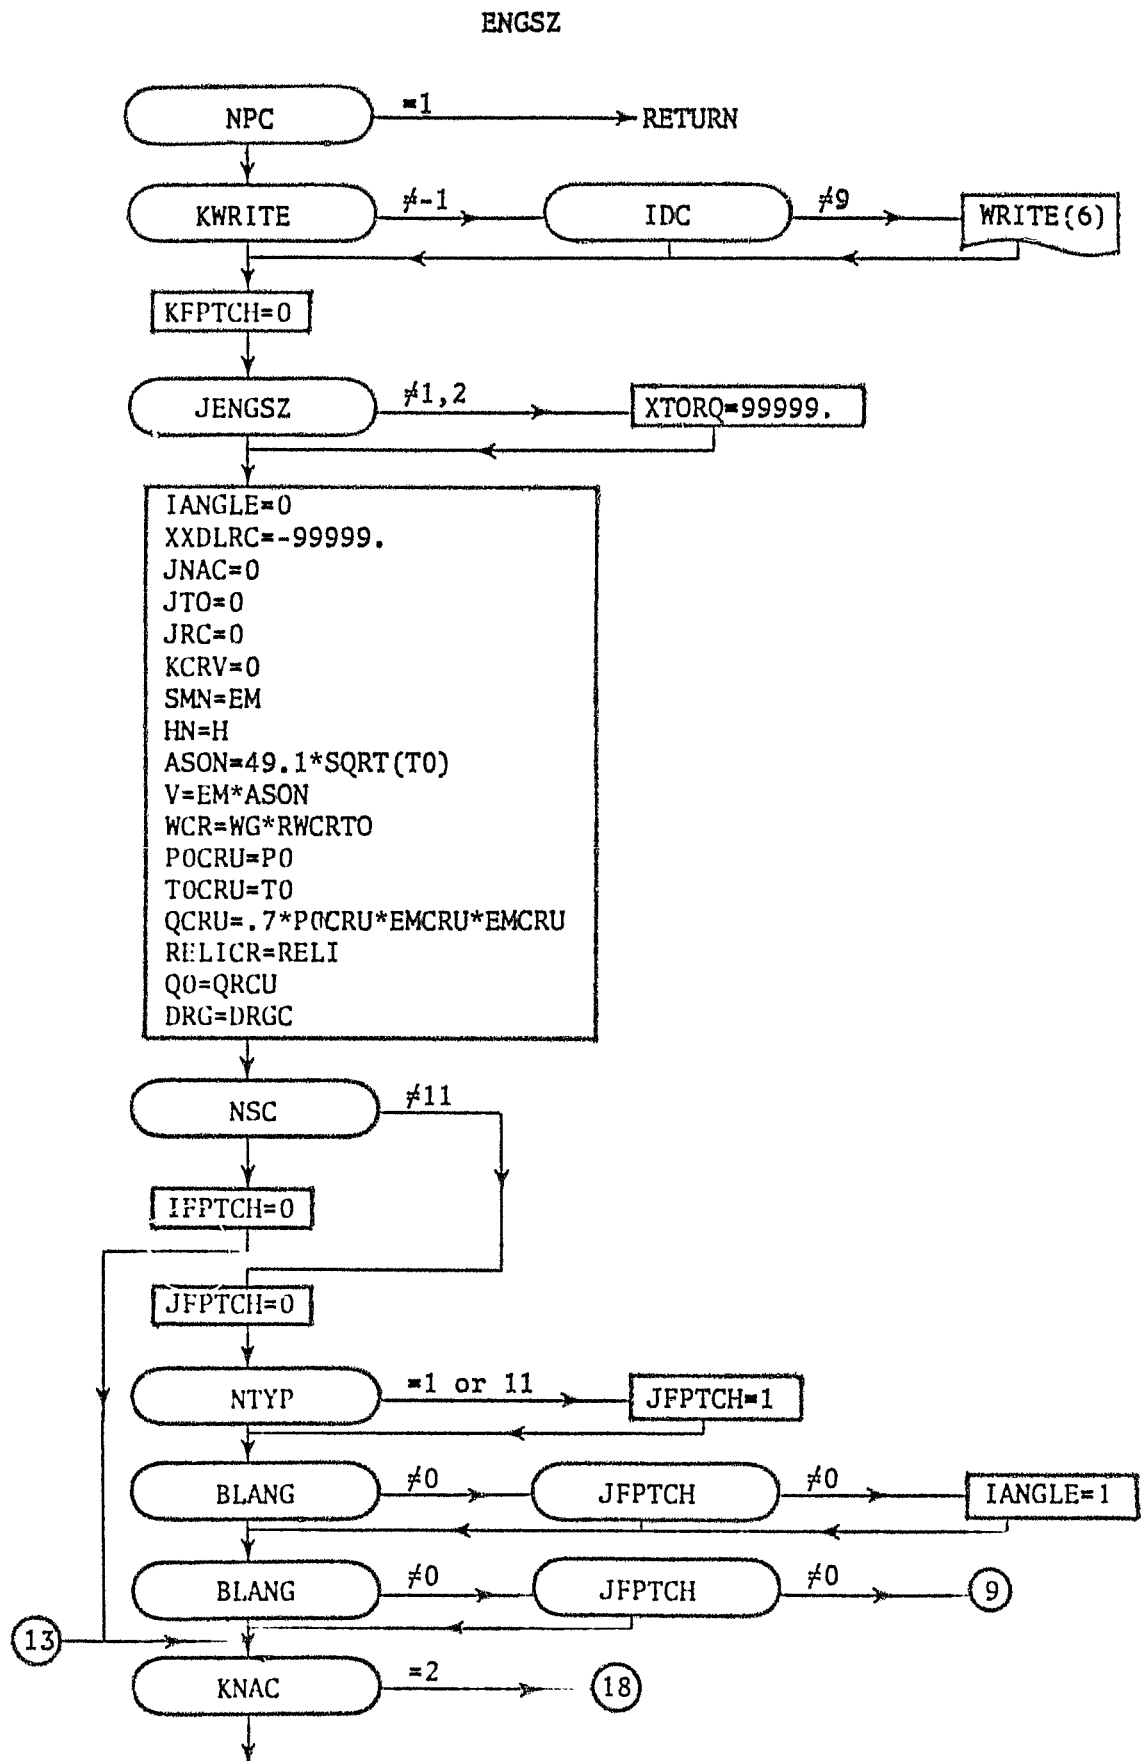 ENGSZ
NPC =1 RETURN
KWRITE ≠-1 IDC ≠9 WRITE(6)
KFPTCH=0
JENGSZ ≠1,2 XTORQ=99999.
IANGLE=0
XXDLRC=-99999.
JNAC=0
JTO=0
JRC=0
KCRV=0
SMN=EM
HN=H
ASON=49.1*SQRT(T0)
V=EM*ASON
WCR=WG*RWCRTO
P0CRU=P0
T0CRU=T0
QCRU=.7*P0CRU*EMCRU*EMCRU
RELICR=RELI
Q0=QRCU
DRG=DRGC
NSC ≠11
IFPTCH=0
JFPTCH=0
NTYP =1 or 11 JFPTCH=1
BLANG ≠0 JFPTCH ≠0 IANGLE=1
BLANG ≠0 JFPTCH ≠0 9
13
KNAC =2 18